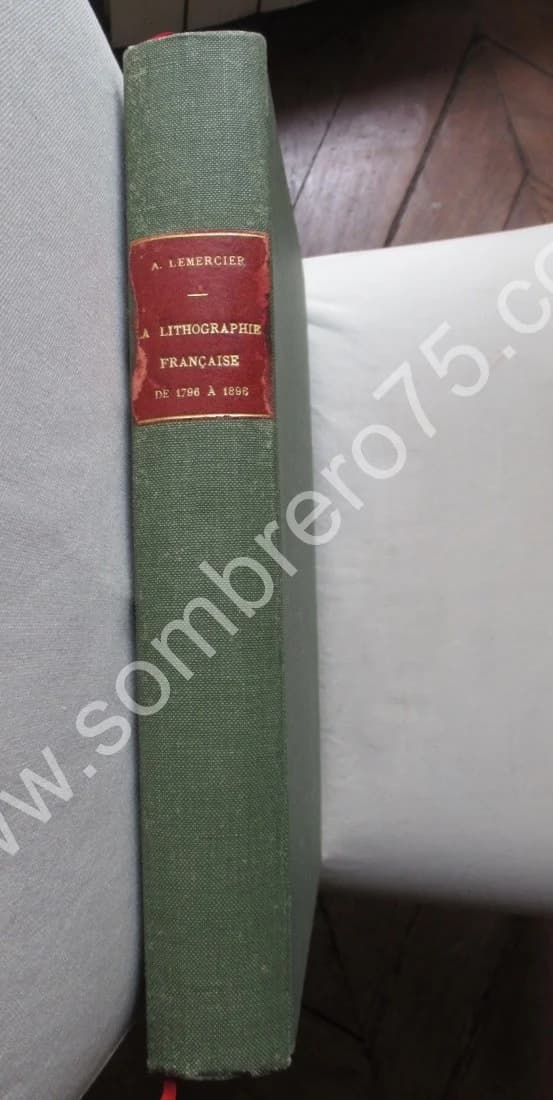 A. LEMERCIER
LA LITHOGRAPHIE
FRANÇAISE
DE 1796 À 1896
www.sombrero75.co